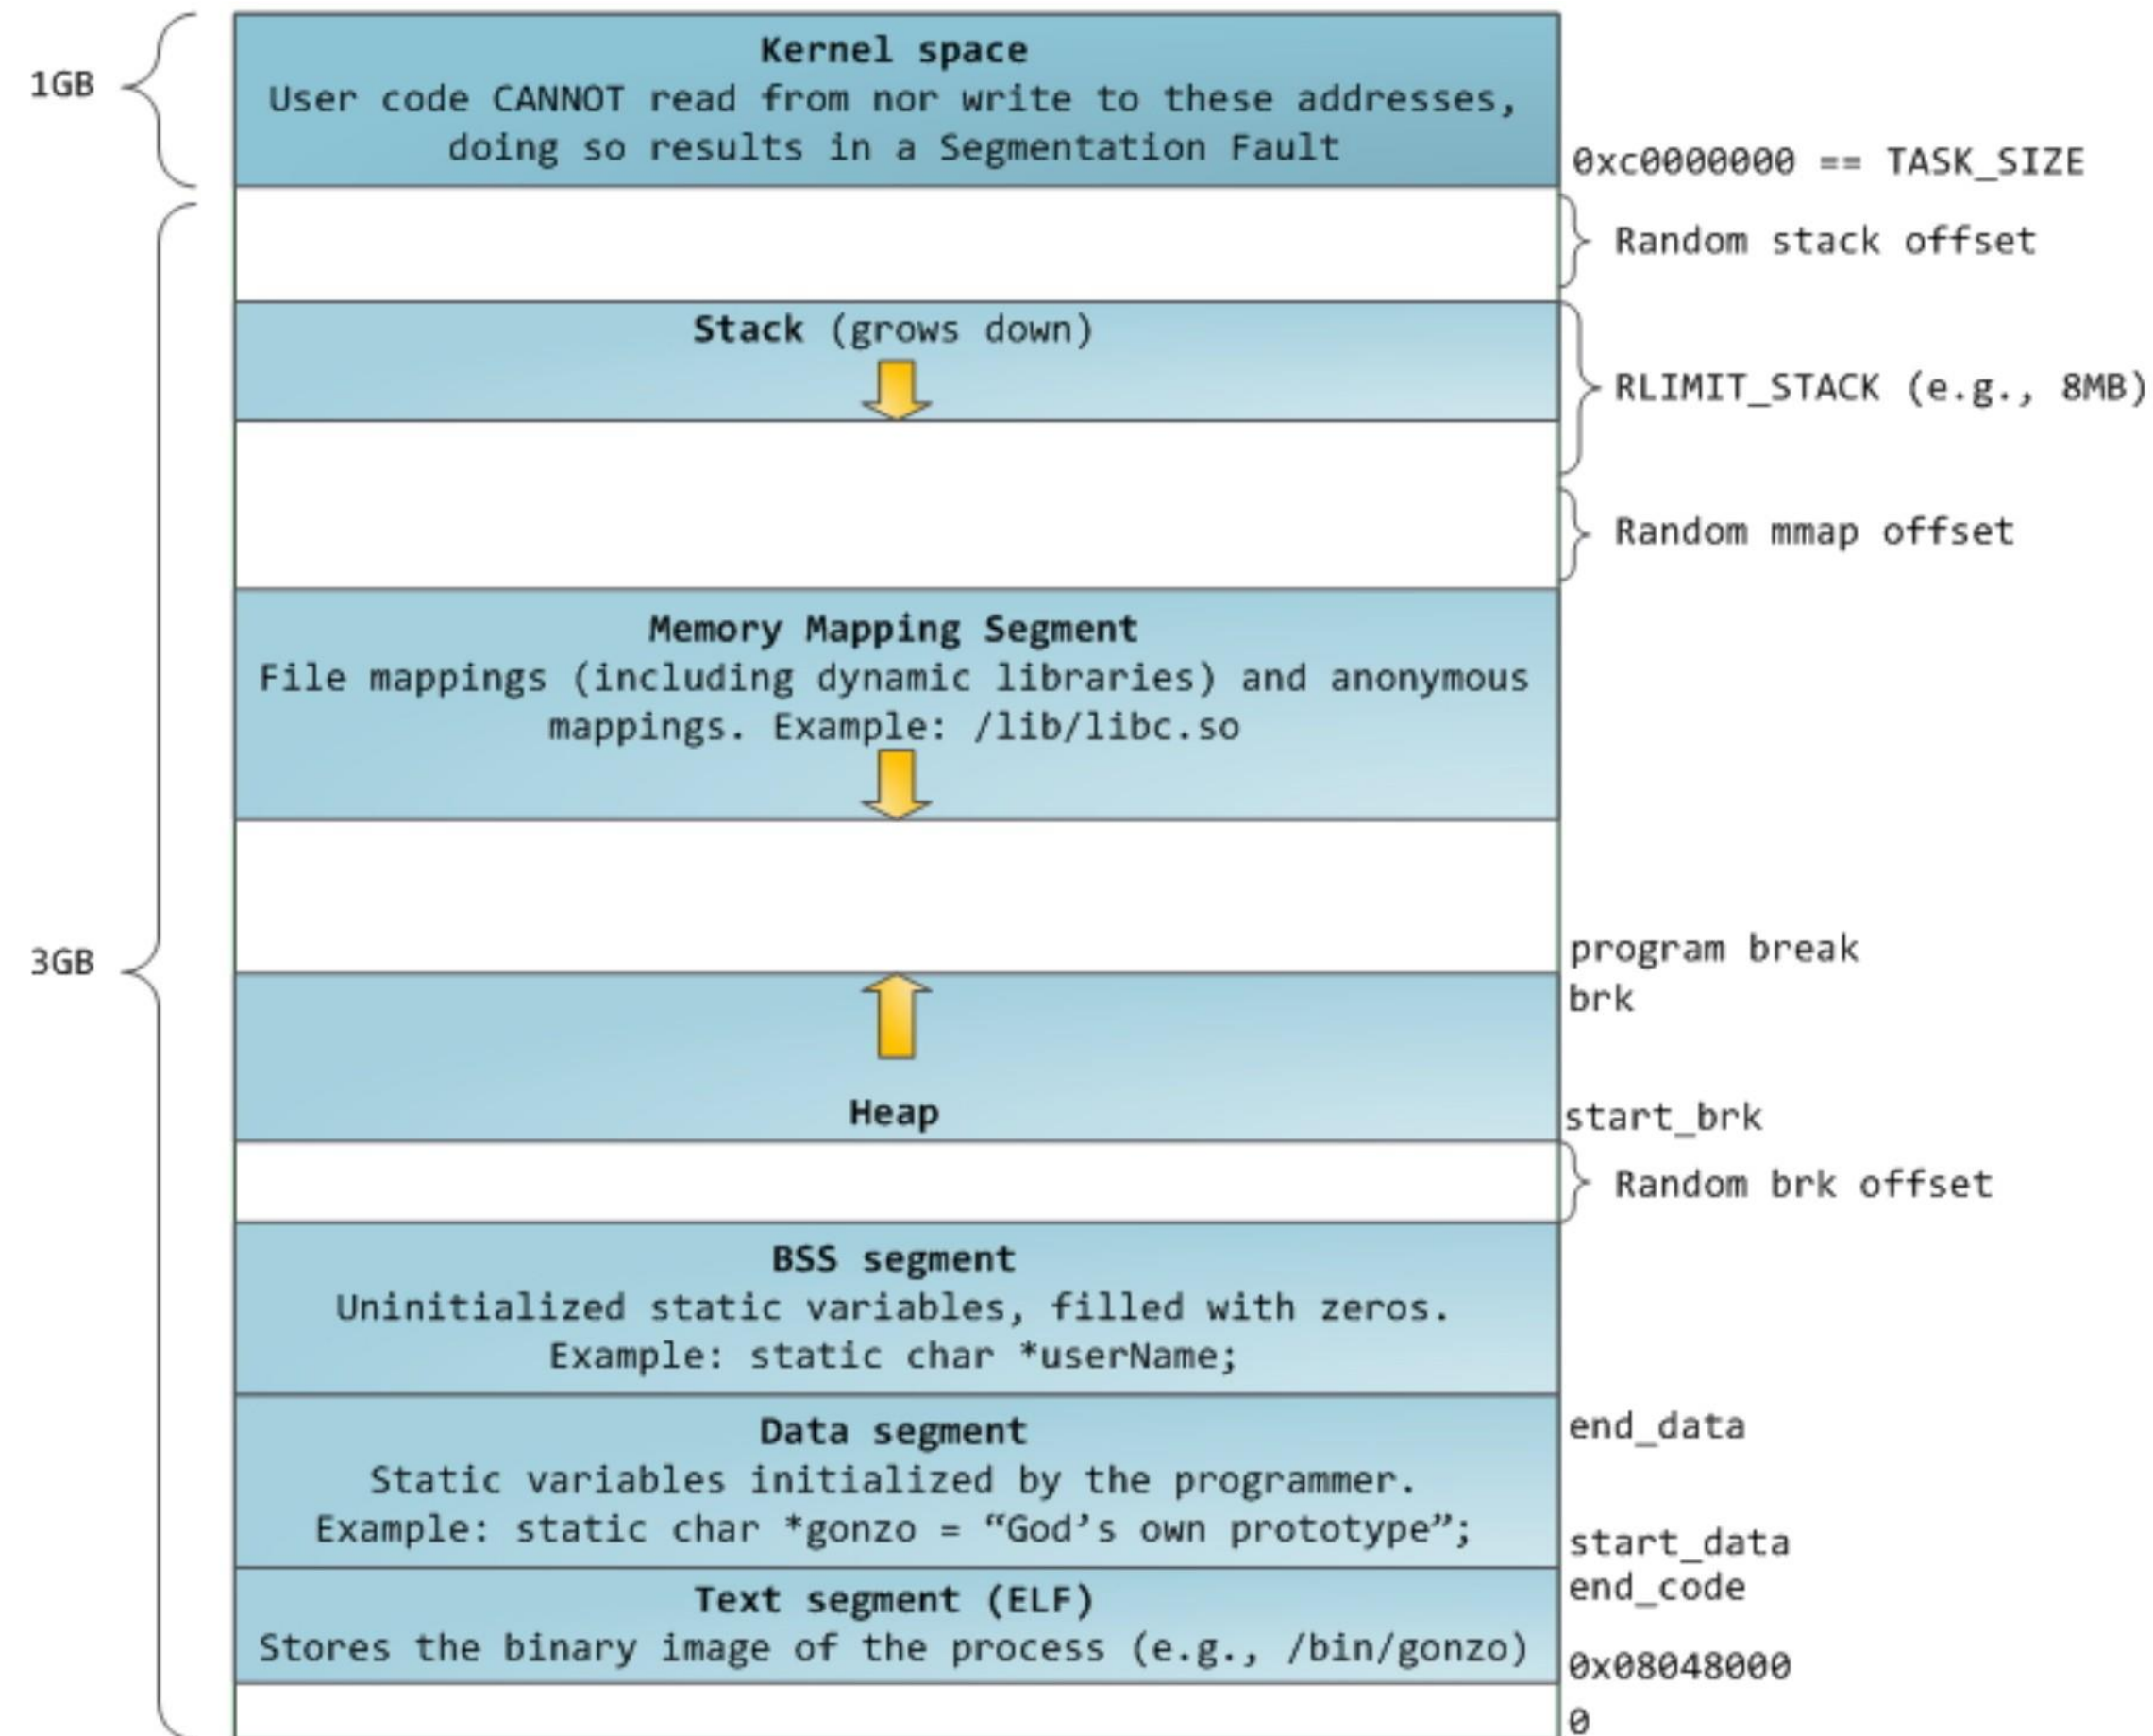 1GB
Kernel space
User code CANNOT read from nor write to these addresses,
doing so results in a Segmentation Fault
0xc0000000 == TASK_SIZE
Random stack offset
Stack (grows down)
RLIMIT_STACK (e.g., 8MB)
Random mmap offset
Memory Mapping Segment
File mappings (including dynamic libraries) and anonymous
mappings. Example: /lib/libc.so
3GB
program break
brk
Heap
start_brk
Random brk offset
BSS segment
Uninitialized static variables, filled with zeros.
Example: static char *userName;
Data segment
Static variables initialized by the programmer.
Example: static char *gonzo = “God’s own prototype”;
end_data
start_data
Text segment (ELF)
Stores the binary image of the process (e.g., /bin/gonzo)
end_code
0x08048000
0